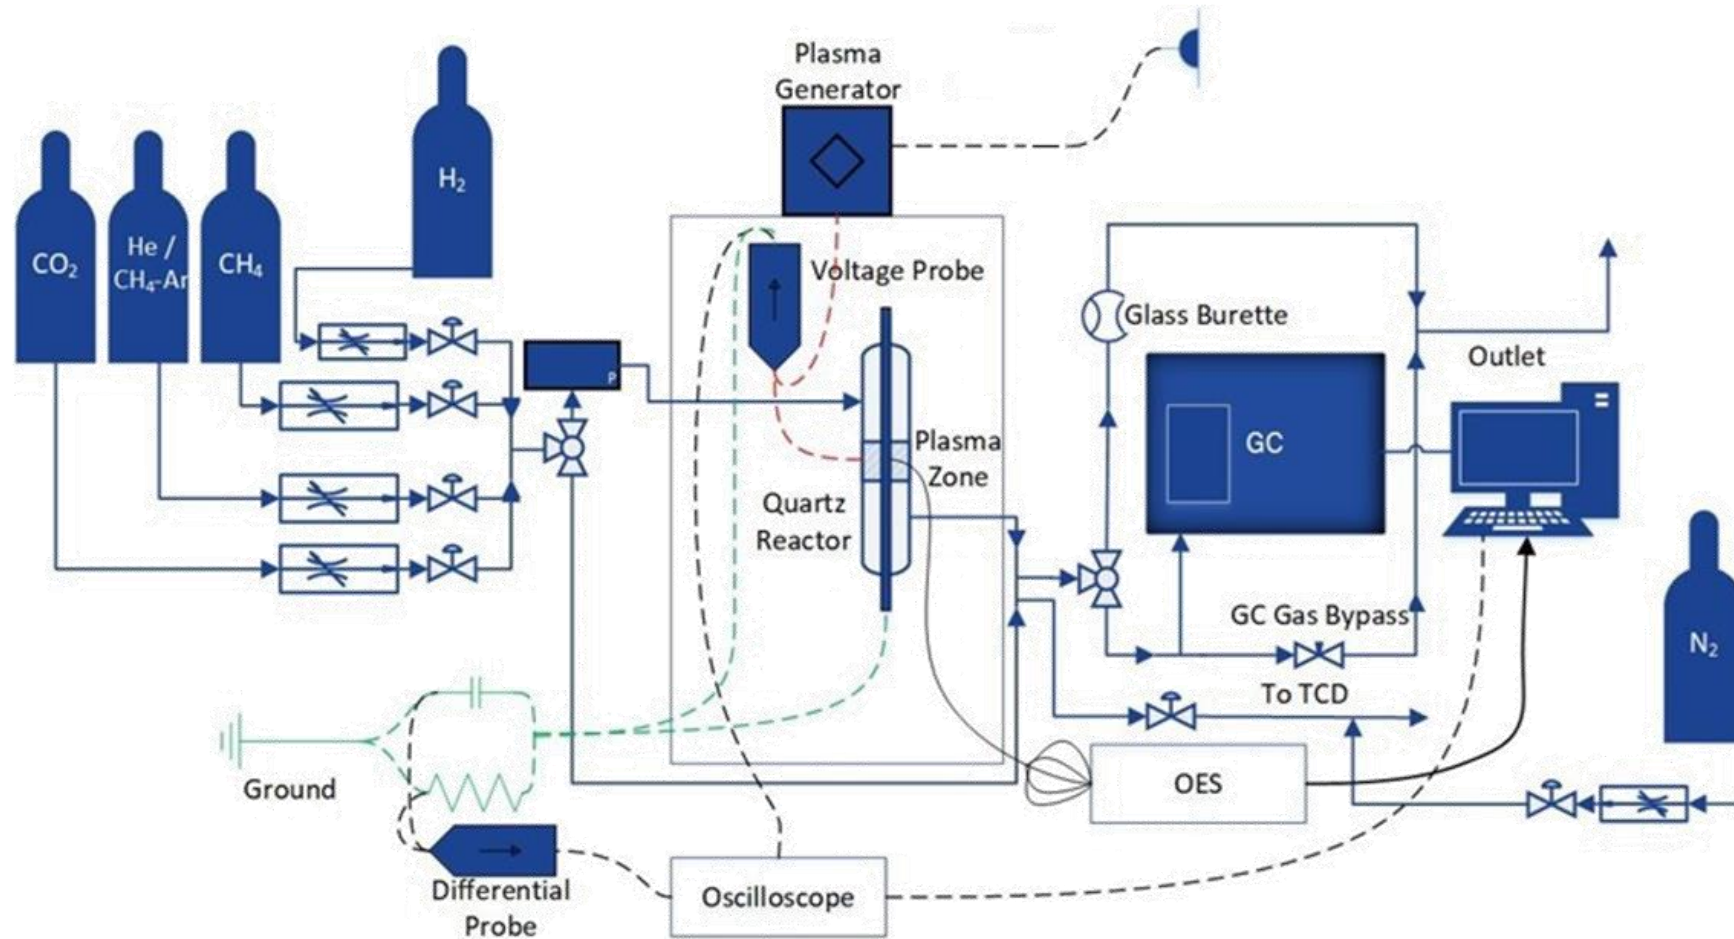 Plasma
Generator
H₂
CO₂
He /
CH₄-Ar
CH₄
Voltage Probe
Glass Burette
Outlet
P
GC
Plasma
Zone
Quartz
Reactor
GC Gas Bypass
N₂
To TCD
Ground
OES
Differential
Probe
Oscilloscope